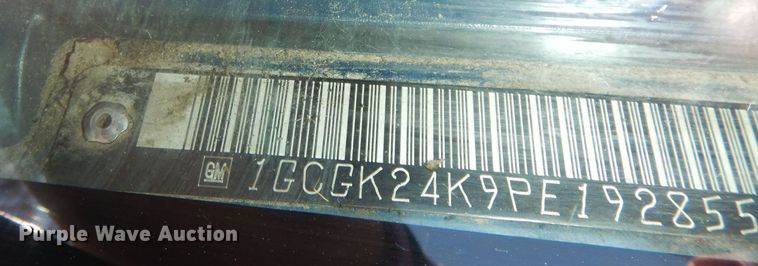 GM 1GCGK24K9PE192855
Purple Wave Auction